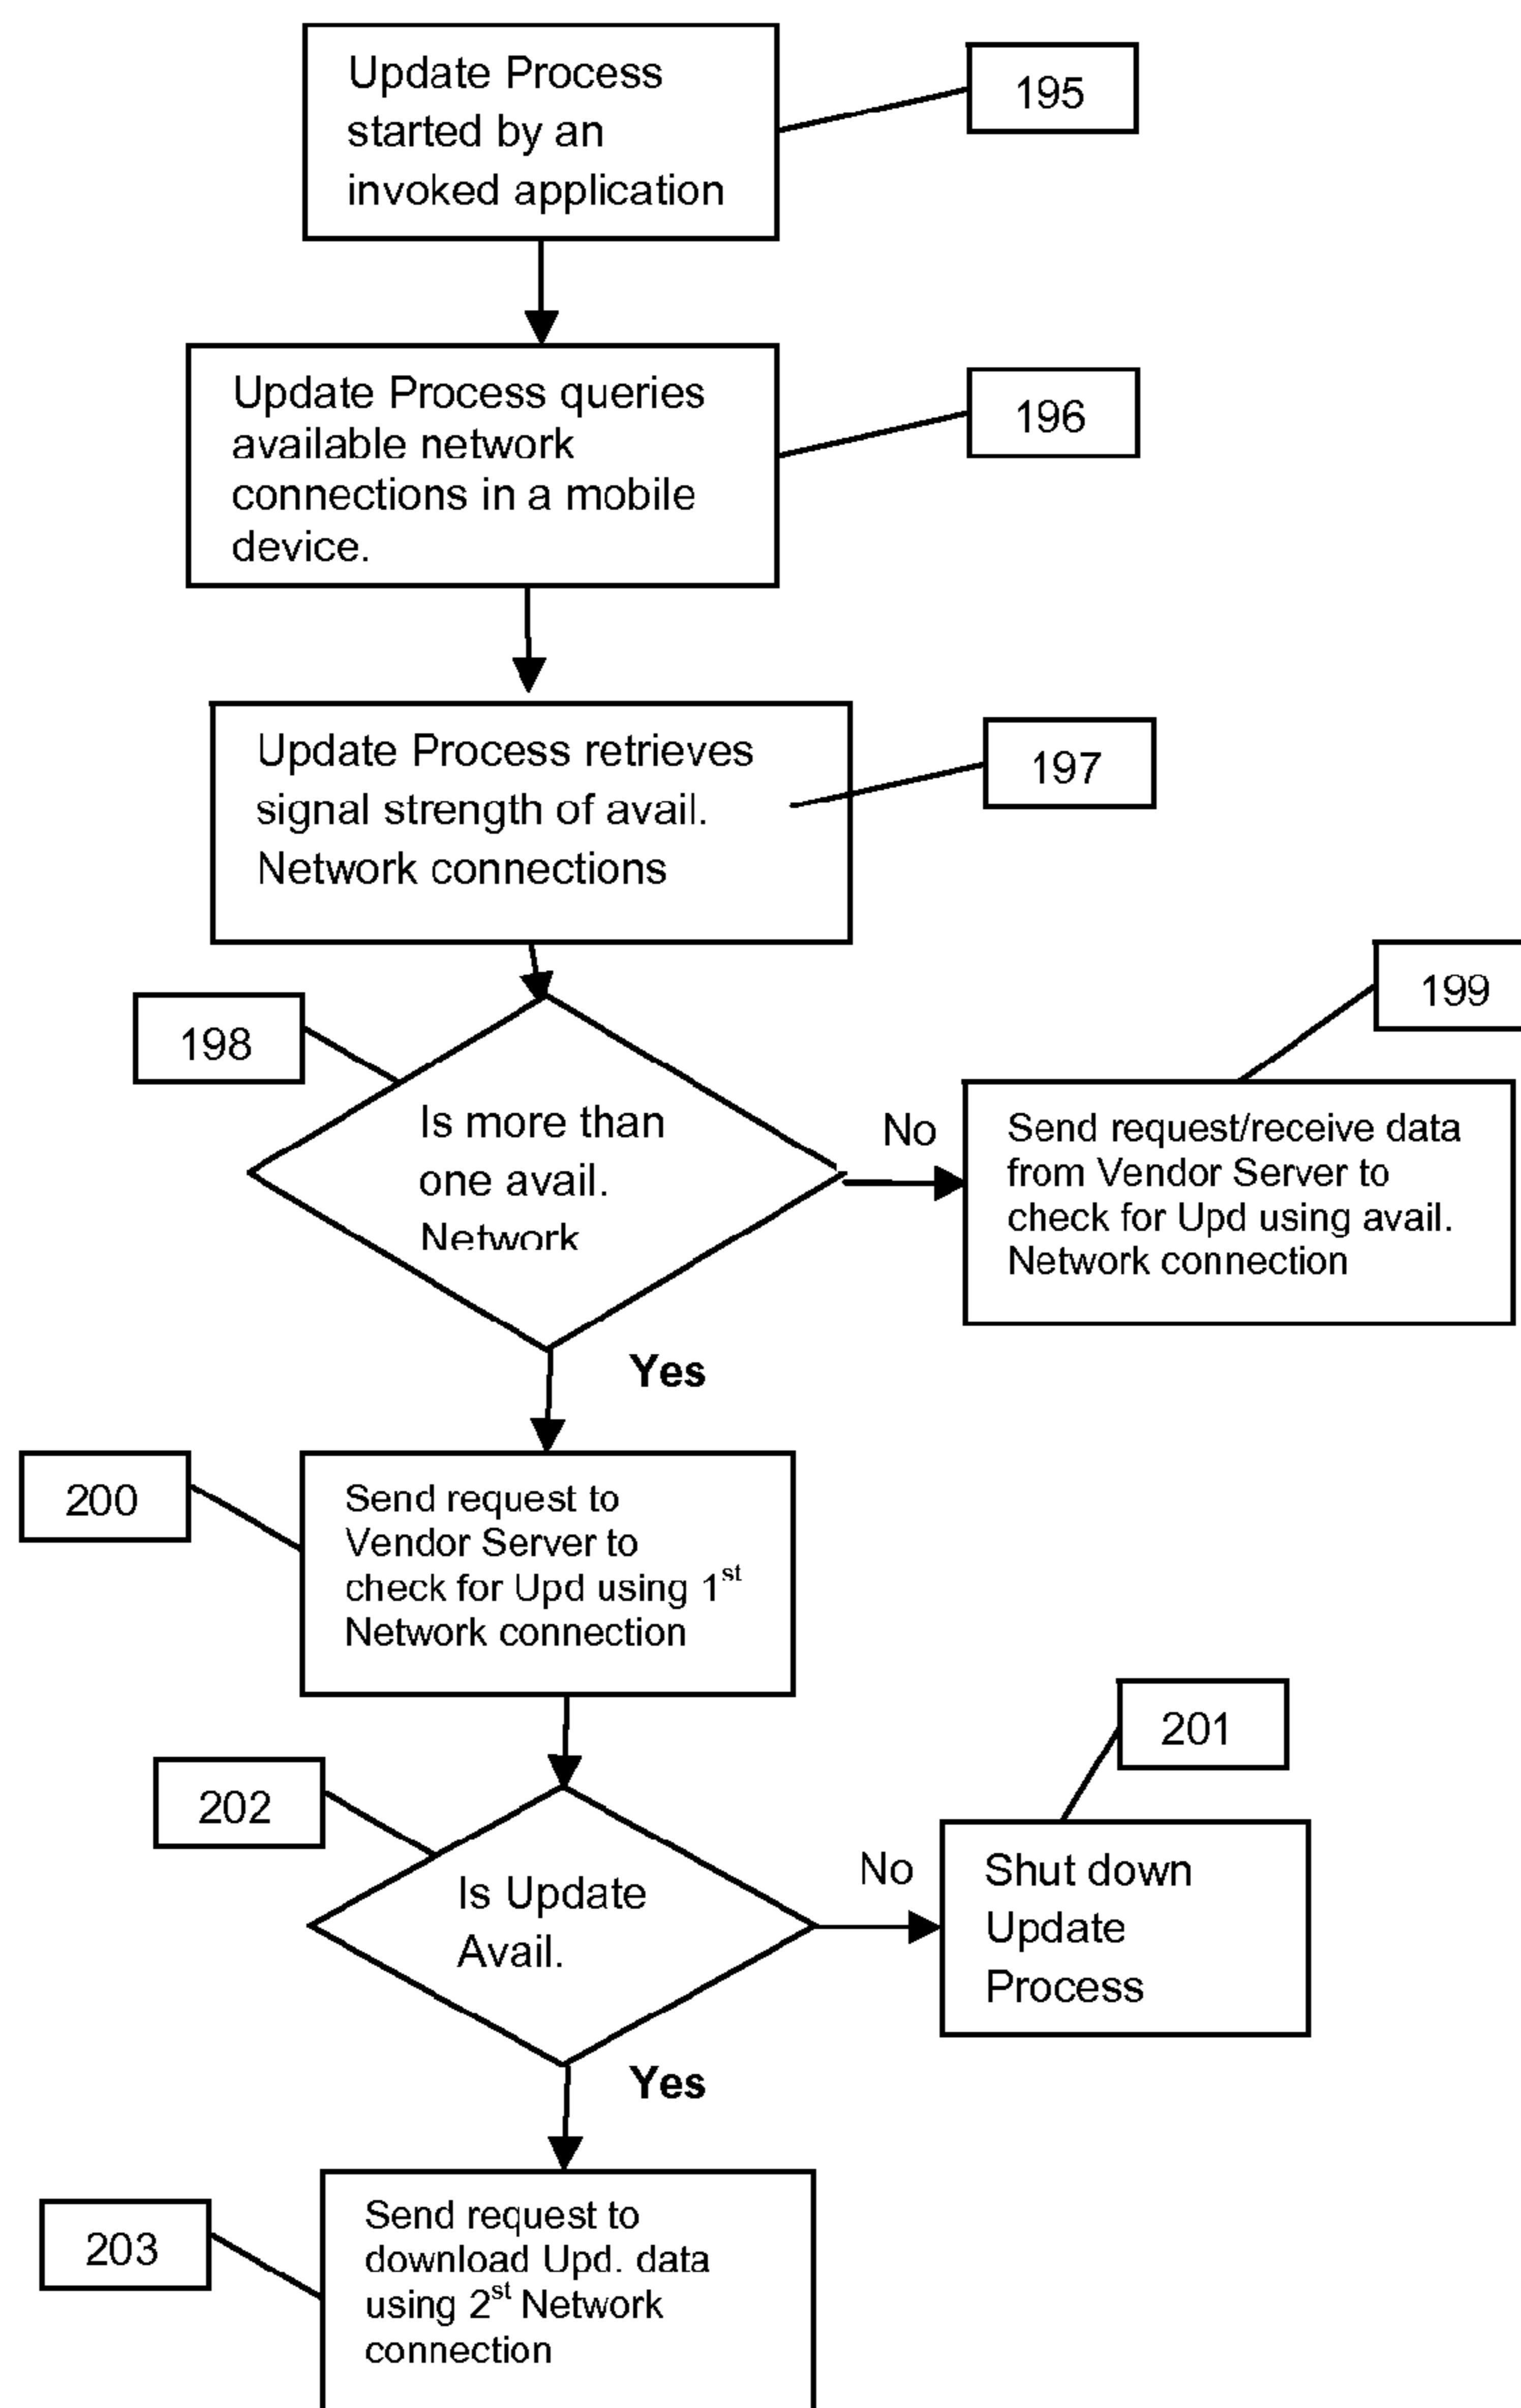 Update Process
started by an
invoked application
195
Update Process queries
available network
connections in a mobile
device.
196
Update Process retrieves
signal strength of avail.
Network connections
197
198
Is more than
one avail.
Network
No
199
Send request/receive data
from Vendor Server to
check for Upd using avail.
Network connection
Yes
200
Send request to
Vendor Server to
check for Upd using 1st
Network connection
201
202
Is Update
Avail.
No
Shut down
Update
Process
Yes
203
Send request to
download Upd. data
using 2st Network
connection